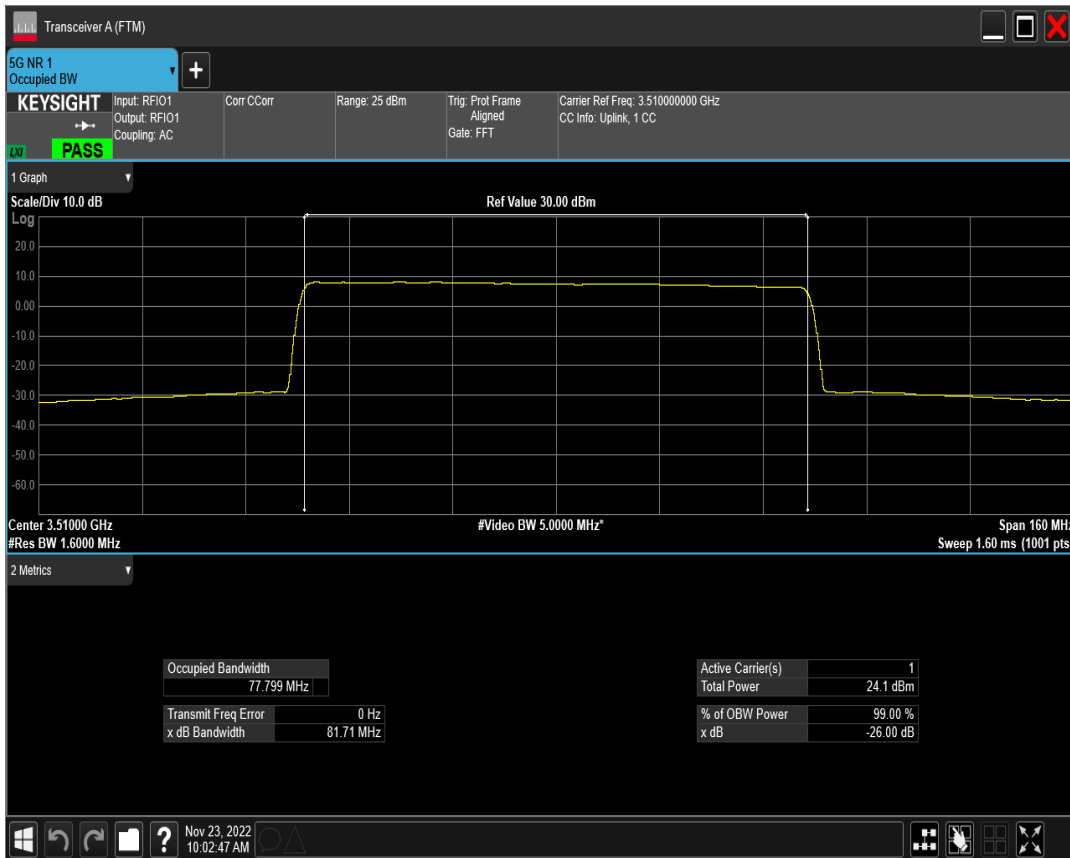 Transceiver A (FTM)
5G NR 1
Occupied BW
+
KEYSIGHT
LXI
PASS
Input: RFIO1
Output: RFIO1
Coupling: AC
Corr CCorr
Range: 25 dBm
Trig: Prot Frame
Aligned
Gate: FFT
Carrier Ref Freq: 3.510000000 GHz
CC Info: Uplink, 1 CC
1 Graph
Scale/Div 10.0 dB
Ref Value 30.00 dBm
Log
20.0
10.0
0.00
-10.0
-20.0
-30.0
-40.0
-50.0
-60.0
Center 3.51000 GHz
#Video BW 5.0000 MHz*
Span 160 MHz
#Res BW 1.6000 MHz
Sweep 1.60 ms (1001 pts
2 Metrics
Occupied Bandwidth
77.799 MHz
Transmit Freq Error 0 Hz
x dB Bandwidth 81.71 MHz
Active Carrier(s) 1
Total Power 24.1 dBm
% of OBW Power 99.00 %
x dB -26.00 dB
?
Nov 23, 2022
10:02:47 AM